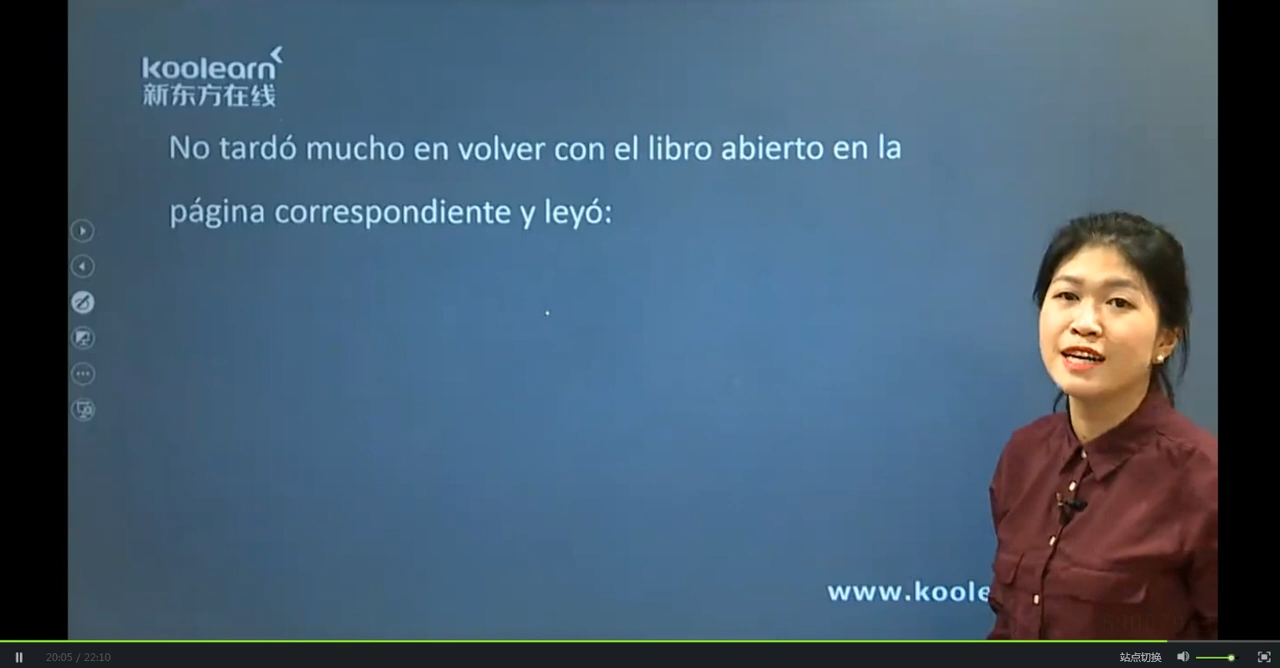 koolearn
新东方在线
No tardó mucho en volver con el libro abierto en la
página correspondiente y leyó:
www.koole
20:05 / 22:10
站点切换